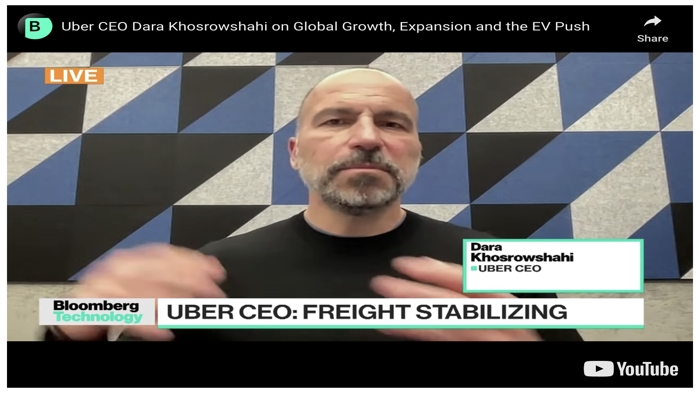 B
Uber CEO Dara Khosrowshahi on Global Growth, Expansion and the EV Push
Share
LIVE
Dara
Khosrowshahi
UBER CEO
Bloomberg
Technology
UBER CEO: FREIGHT STABILIZING
YouTube